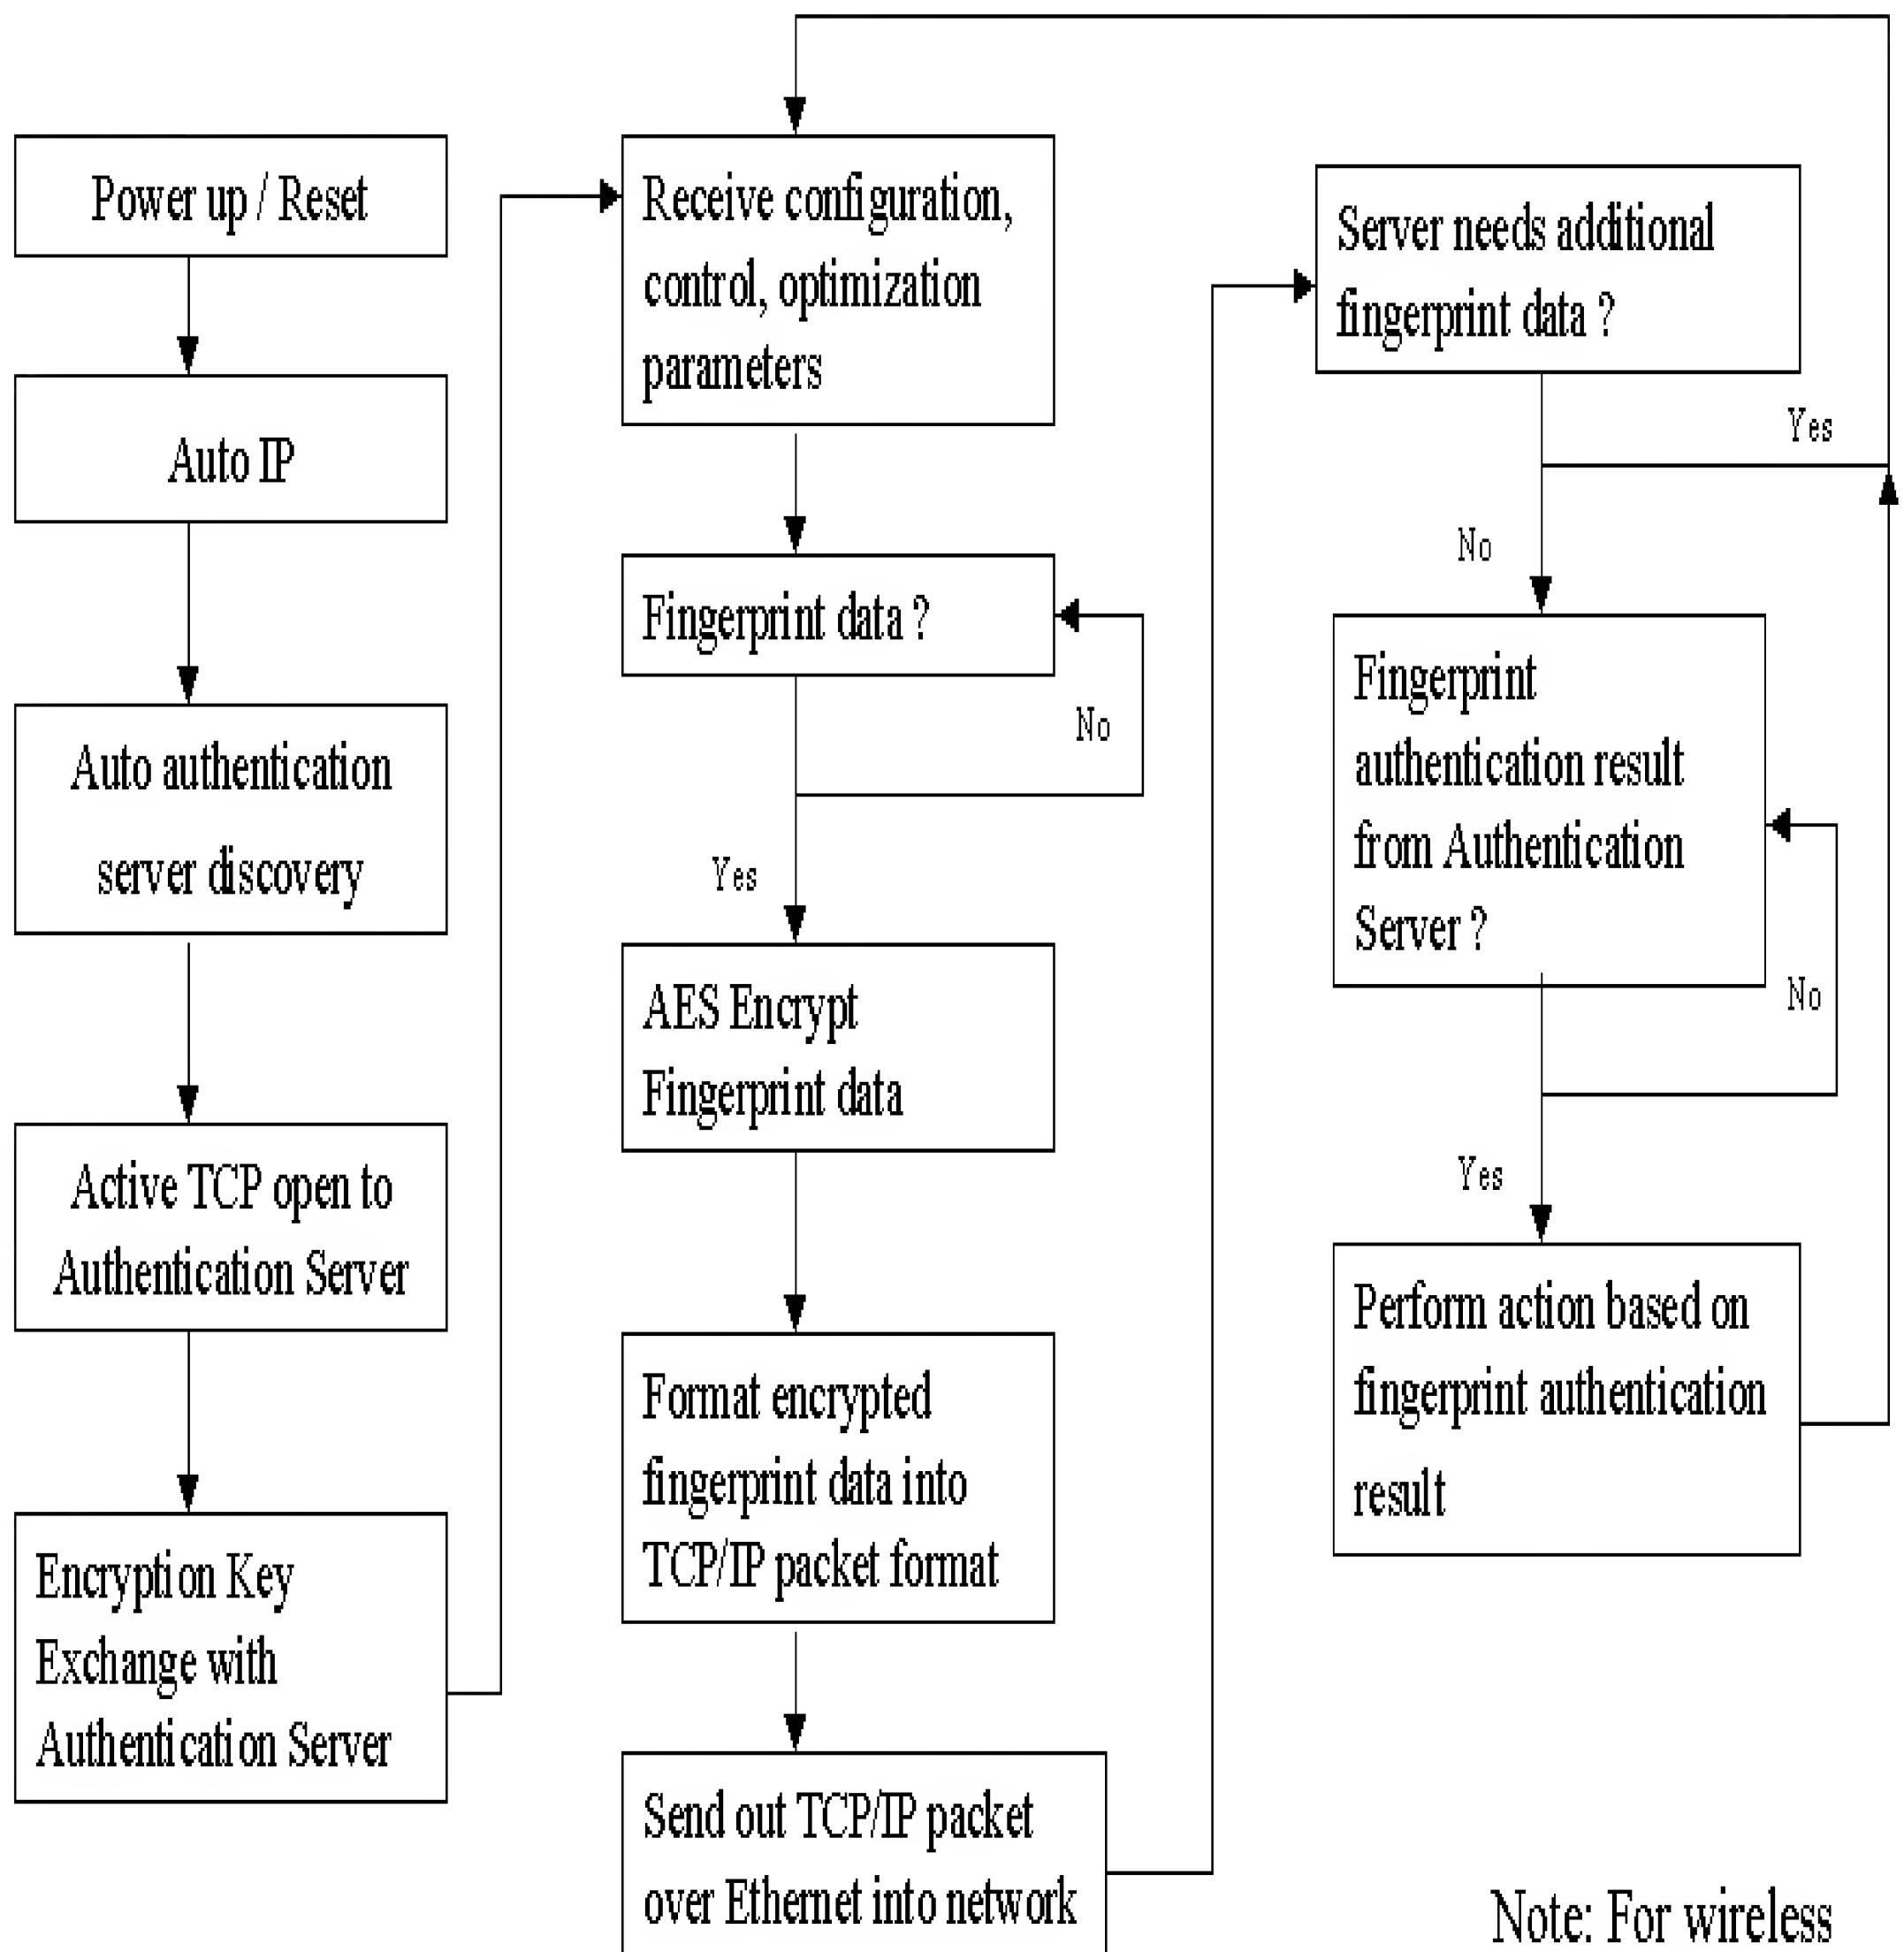 Power up / Reset
Auto IP
Auto authentication
server discovery
Active TCP open to
Authentication Server
Encryption Key
Exchange with
Authentication Server
Receive configuration,
control, optimization
parameters
Fingerprint data ?
No
Yes
AES Encrypt
Fingerprint data
Format encrypted
fingerprint data into
TCP/IP packet format
Send out TCP/IP packet
over Ethernet into network
Server needs additional
fingerprint data ?
Yes
No
Fingerprint
authentication result
from Authentication
Server ?
No
Yes
Perform action based on
fingerprint authentication
result
Note: For wireless